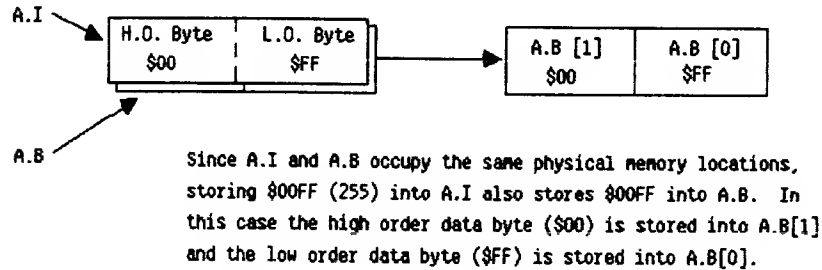 A.I
H.O. Byte L.O. Byte A.B [1] A.B [0]
$00 $FF $00 $FF
A.B
Since A.I and A.B occupy the same physical memory locations,
storing $00FF (255) into A.I also stores $00FF into A.B. In
this case the high order data byte ($00) is stored into A.B[1]
and the low order data byte ($FF) is stored into A.B[0].